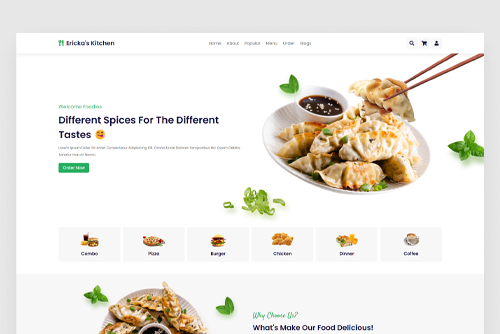 Ericka's Kitchen
Home About Popular Menu Order Blogs
Welcome Foodies
Different Spices For The Different
Tastes 😋
Lorem Ipsum Dolor Sit Amet Consectetur Adipisicing Elit.
Order Now
Combo Pizza Burger Chicken Dinner Coffee
Why Choose Us?
What's Make Our Food Delicious!